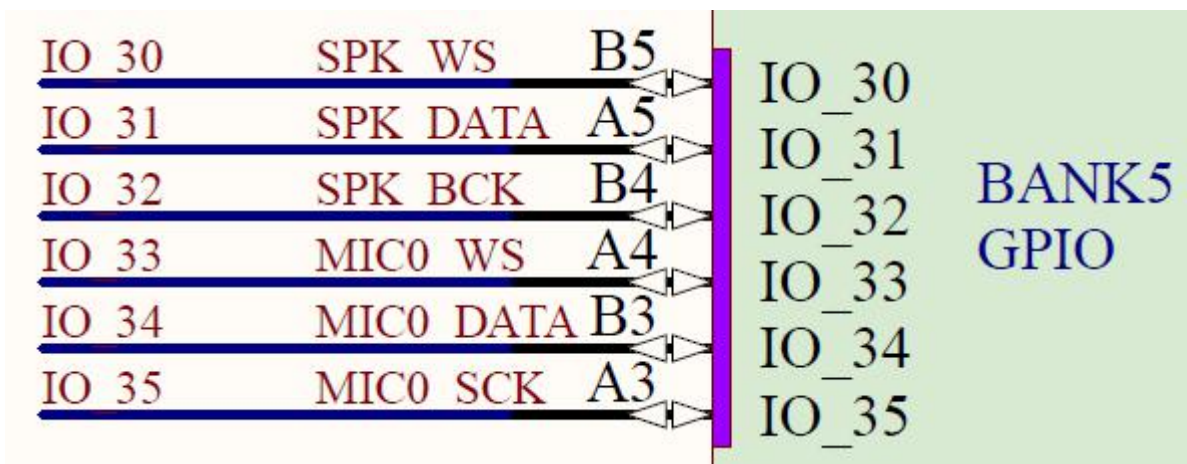 IO_30 SPK_WS B5
IO_31 SPK_DATA A5
IO_32 SPK_BCK B4
IO_33 MIC0_WS A4
IO_34 MIC0_DATA B3
IO_35 MIC0_SCK A3
IO_30
IO_31
IO_32
IO_33
IO_34
IO_35
BANK5
GPIO